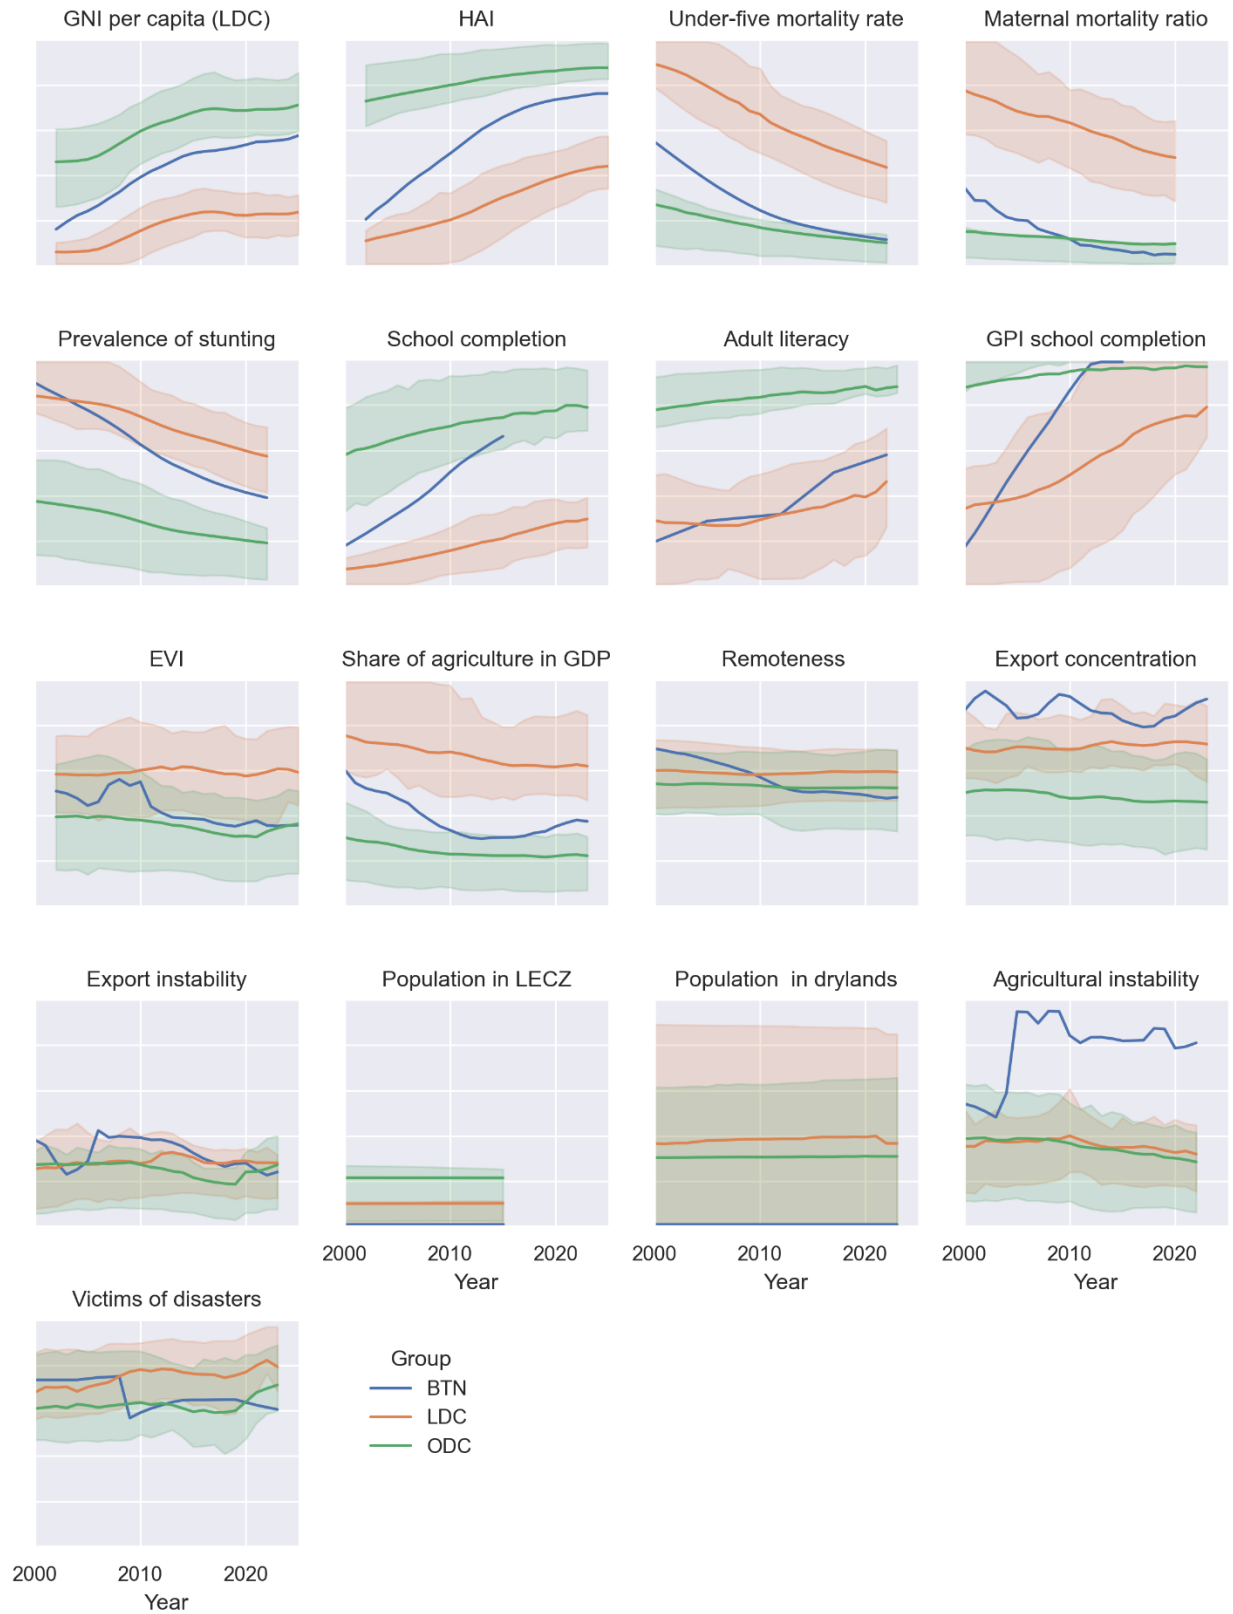 GNI per capita (LDC)
HAI
Under-five mortality rate
Maternal mortality ratio
Prevalence of stunting
School completion
Adult literacy
GPI school completion
EVI
Share of agriculture in GDP
Remoteness
Export concentration
Export instability
Population in LECZ
Population  in drylands
Agricultural instability
2000 2010 2020
Year
2000 2010 2020
Year
2000 2010 2020
Year
Victims of disasters
2000 2010 2020
Year
Group
BTN
LDC
ODC